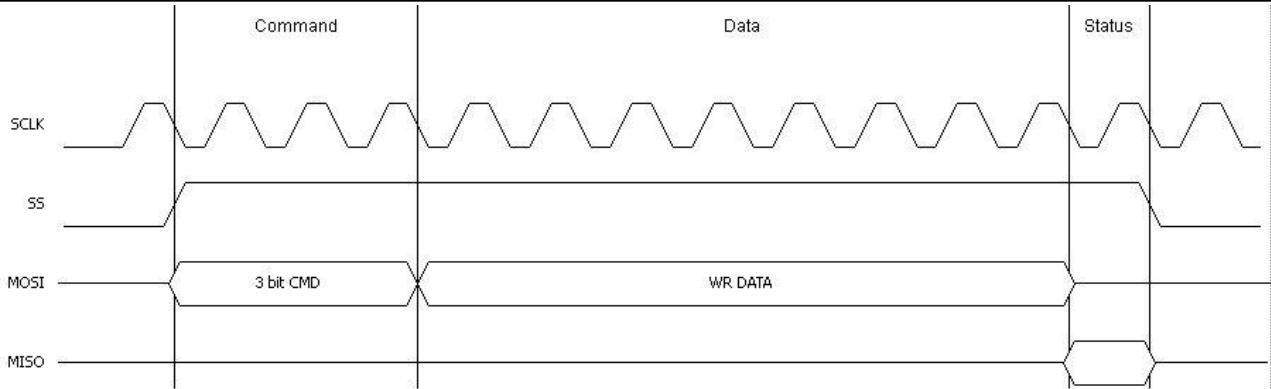 Command Data Status
SCLK
SS
MOSI 3 bit CMD WR DATA
MISO